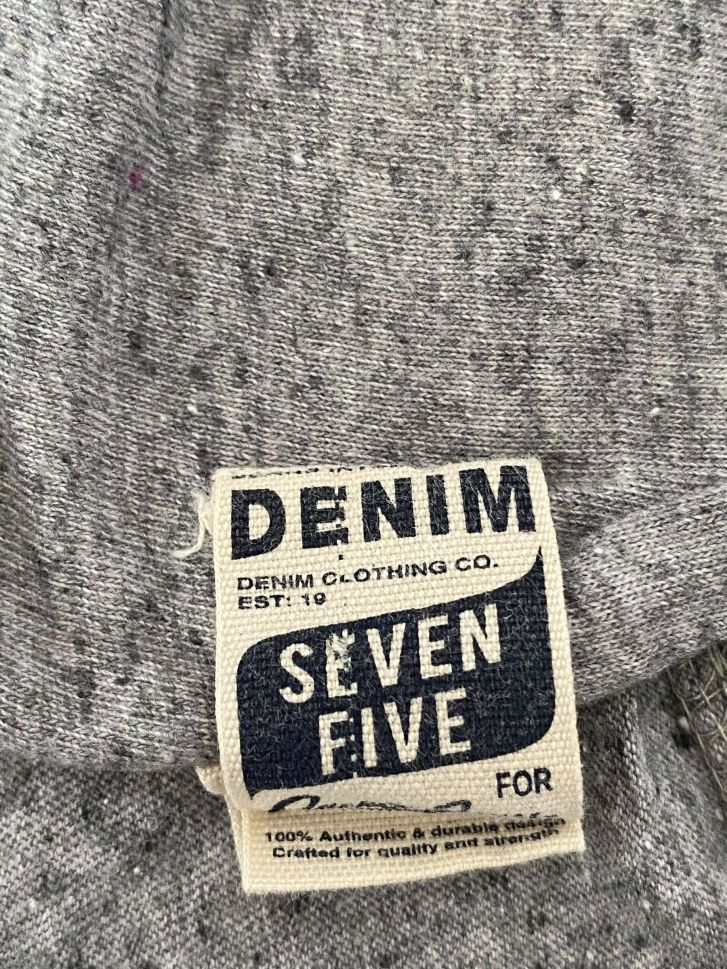 DENIM
DENIM CLOTHING CO.
EST: 19
SEVEN
FIVE
FOR
100% Authentic & durable design
Crafted for quality and strength